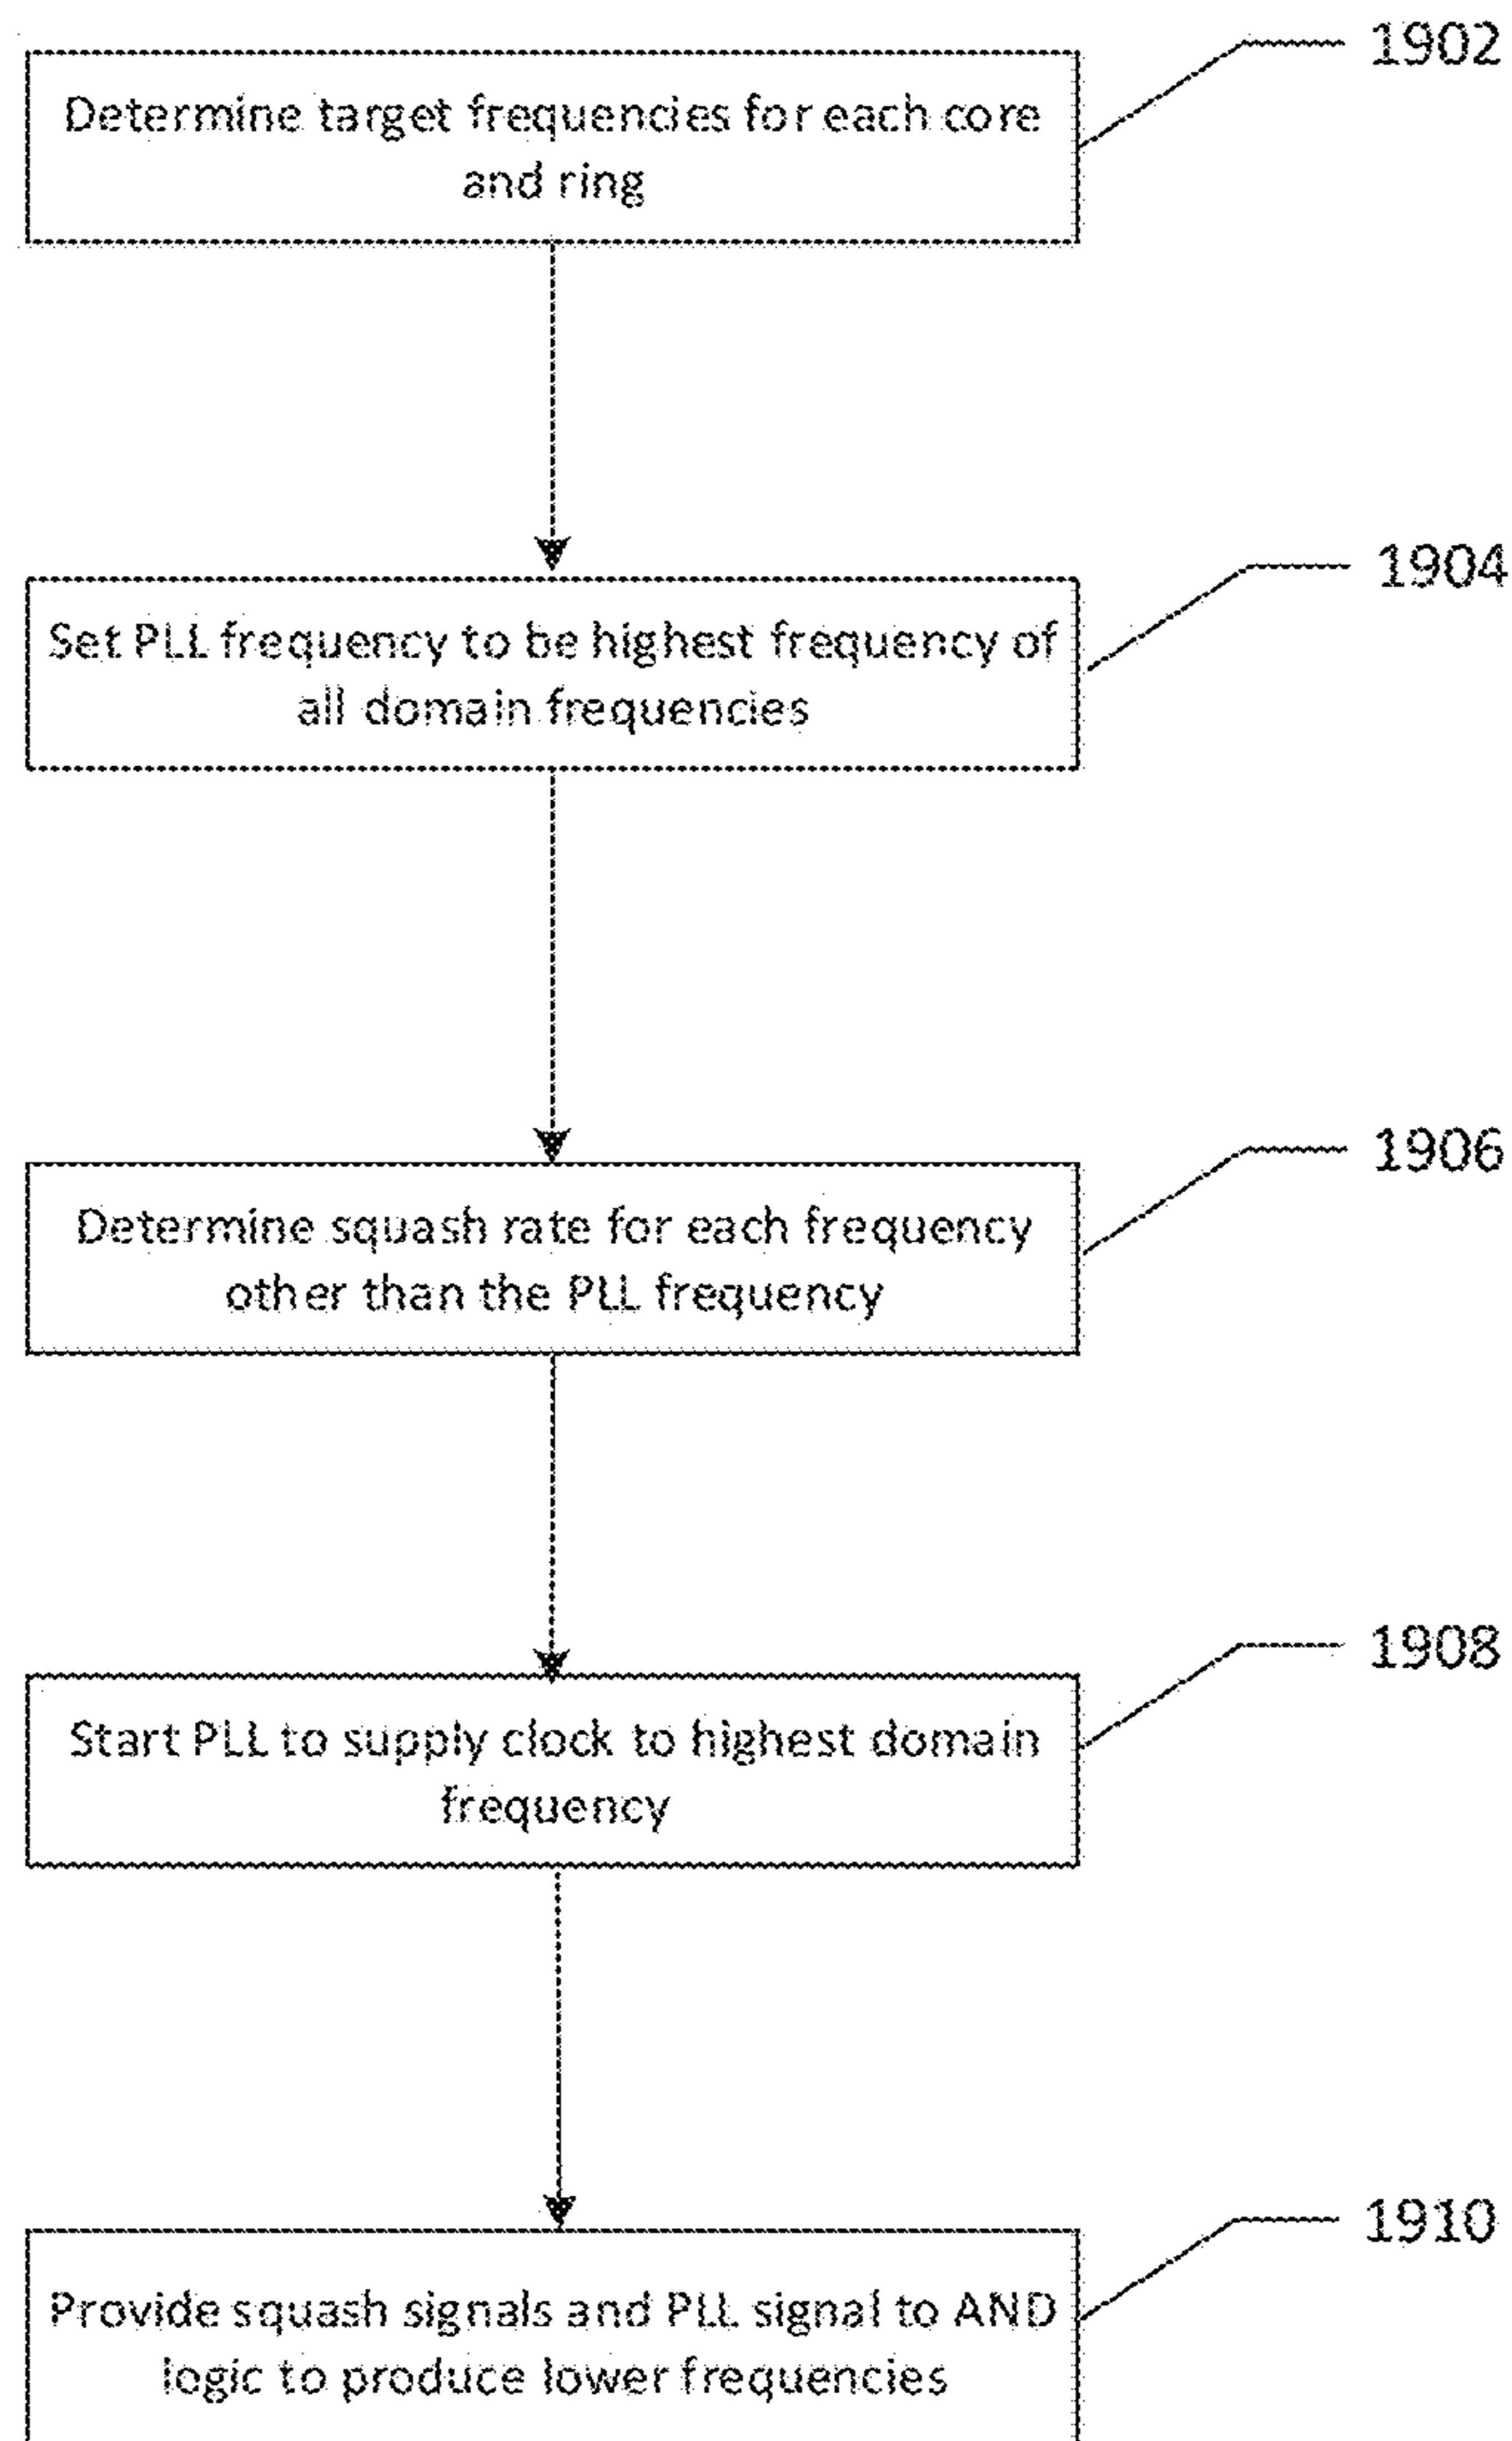 1902
Determine target frequencies for each core
and ring
1904
Set PLL frequency to be highest frequency of
all domain frequencies
1906
Determine squash rate for each frequency
other than the PLL frequency
1908
Start PLL to supply clock to highest domain
frequency
1910
Provide squash signals and PLL signal to AND
logic to produce lower frequencies